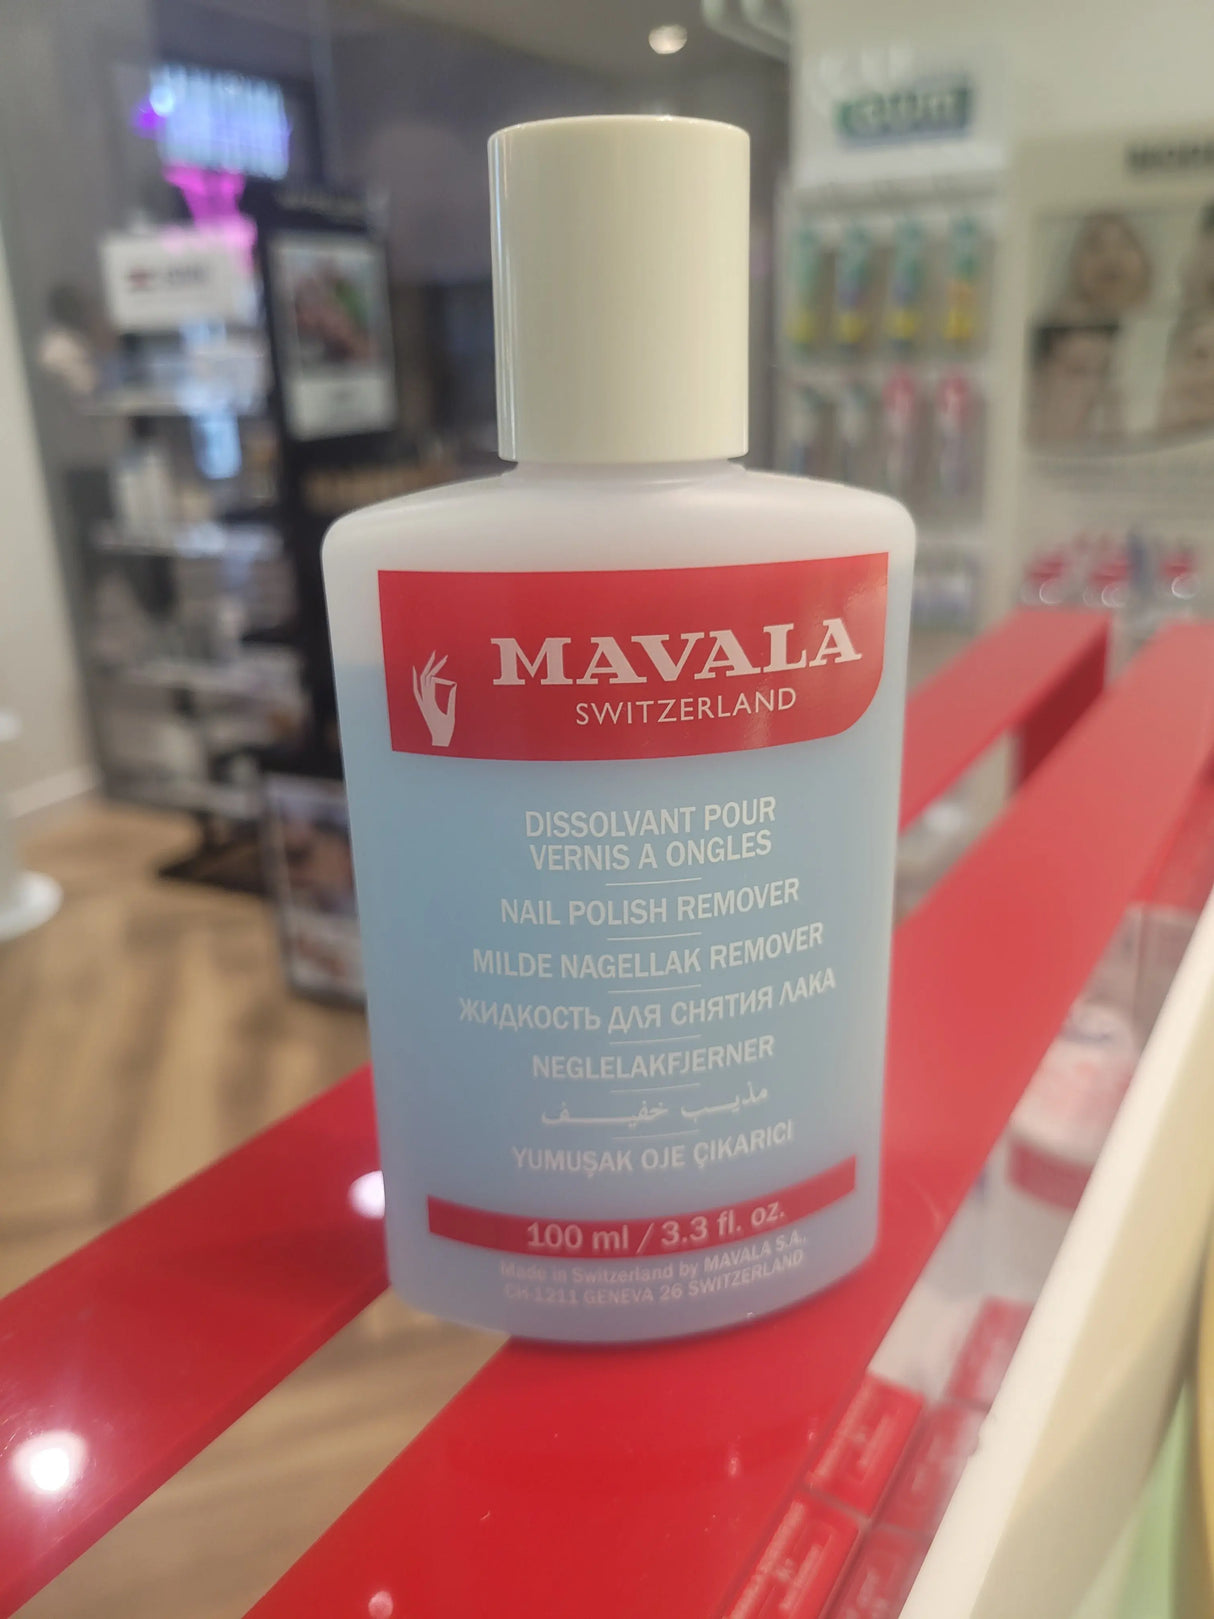 GUM
MAVALA
SWITZERLAND
DISSOLVANT POUR
VERNIS A ONGLES
NAIL POLISH REMOVER
MILDE NAGELLAK REMOVER
ЖИДКОСТЬ ДЛЯ СНЯТИЯ ЛАКА
NEGLELAKFJERNER
مذيب خفيف
YUMUŞAK OJE ÇIKARICI
100 ml / 3.3 fl. oz.
Made in Switzerland by MAVALA S.A.,
CH-1211 GENEVA 26 SWITZERLAND